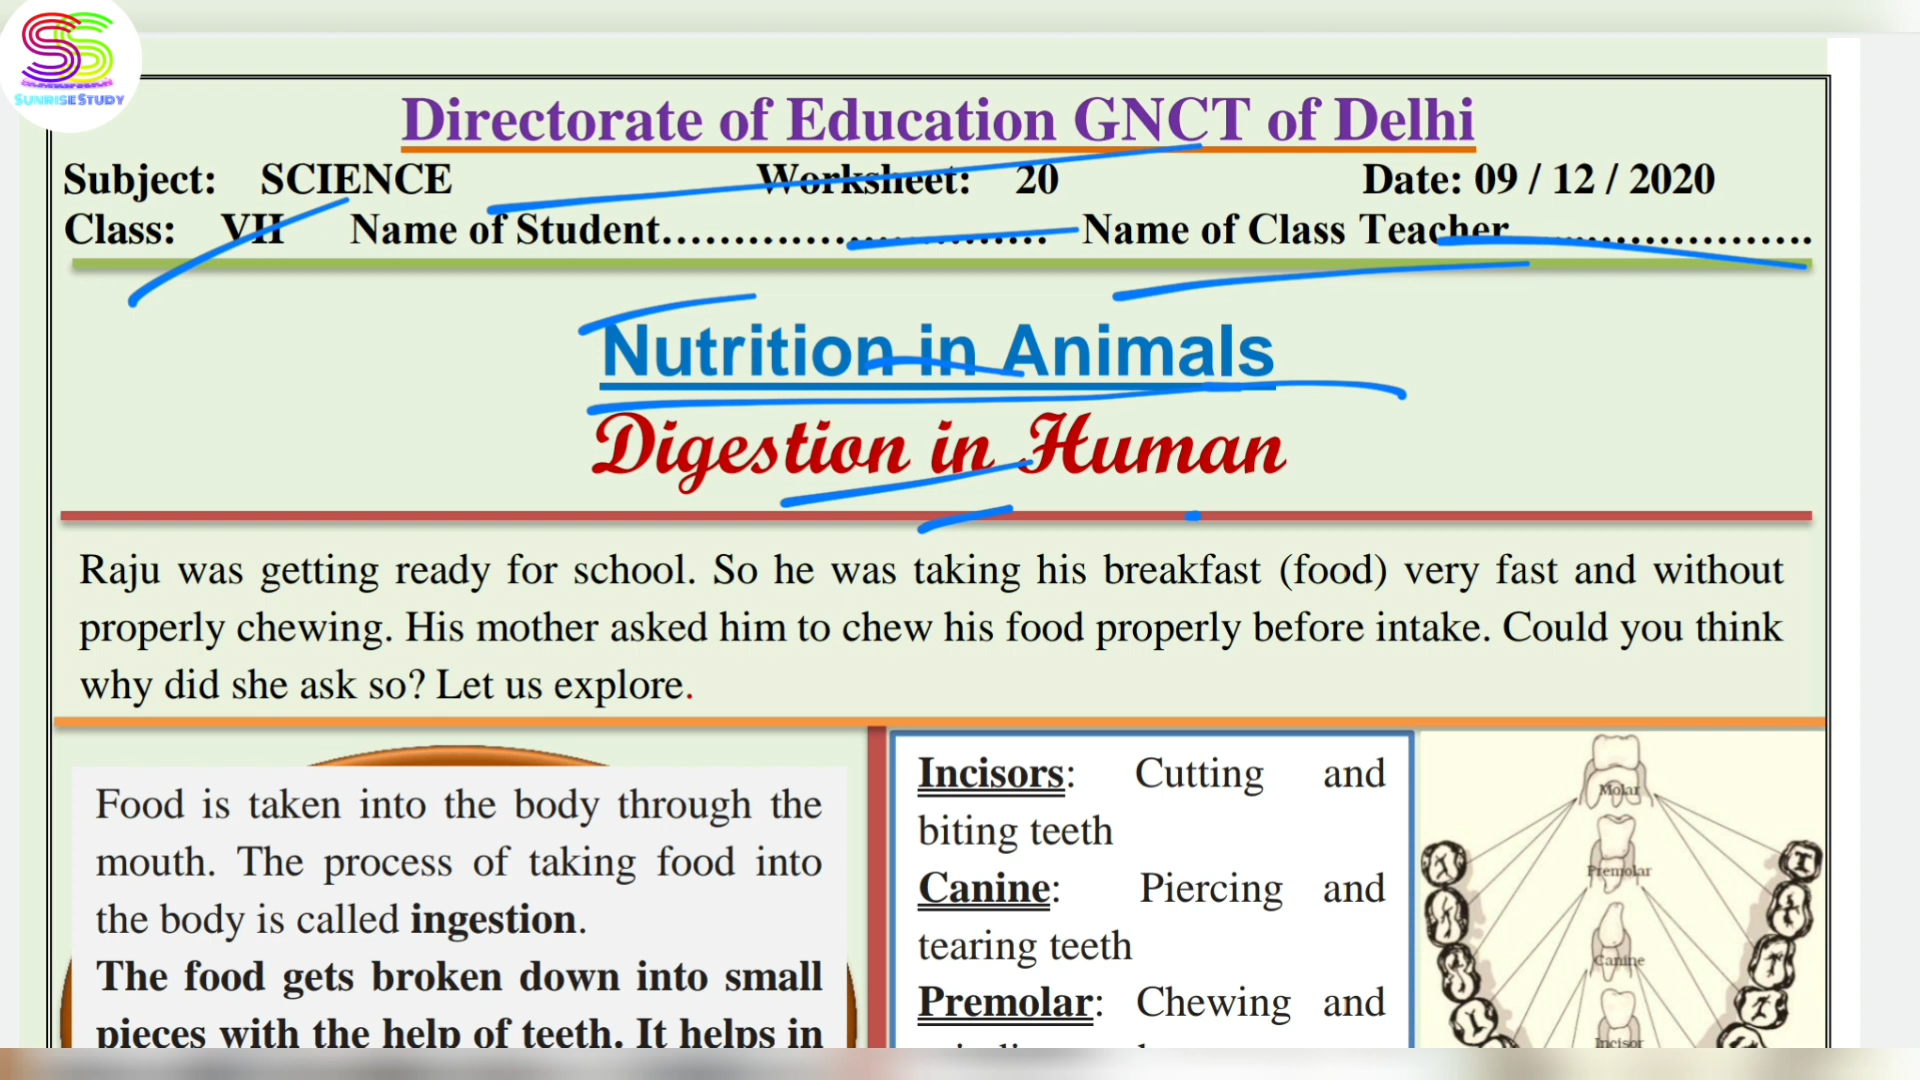 SUNRISESTUDY
Directorate of Education GNCT of Delhi
Subject: SCIENCE Worksheet: 20 Date: 09 / 12 / 2020
Class: VII Name of Student........................... Name of Class Teacher......................
Nutrition in Animals
Digestion in Human
Raju was getting ready for school. So he was taking his breakfast (food) very fast and without
properly chewing. His mother asked him to chew his food properly before intake. Could you think
why did she ask so? Let us explore.
Food is taken into the body through the
mouth. The process of taking food into
the body is called ingestion.
The food gets broken down into small
pieces with the help of teeth. It helps in
Incisors: Cutting and
biting teeth
Canine: Piercing and
tearing teeth
Premolar: Chewing and
Molar
Premolar
Canine
Incisor